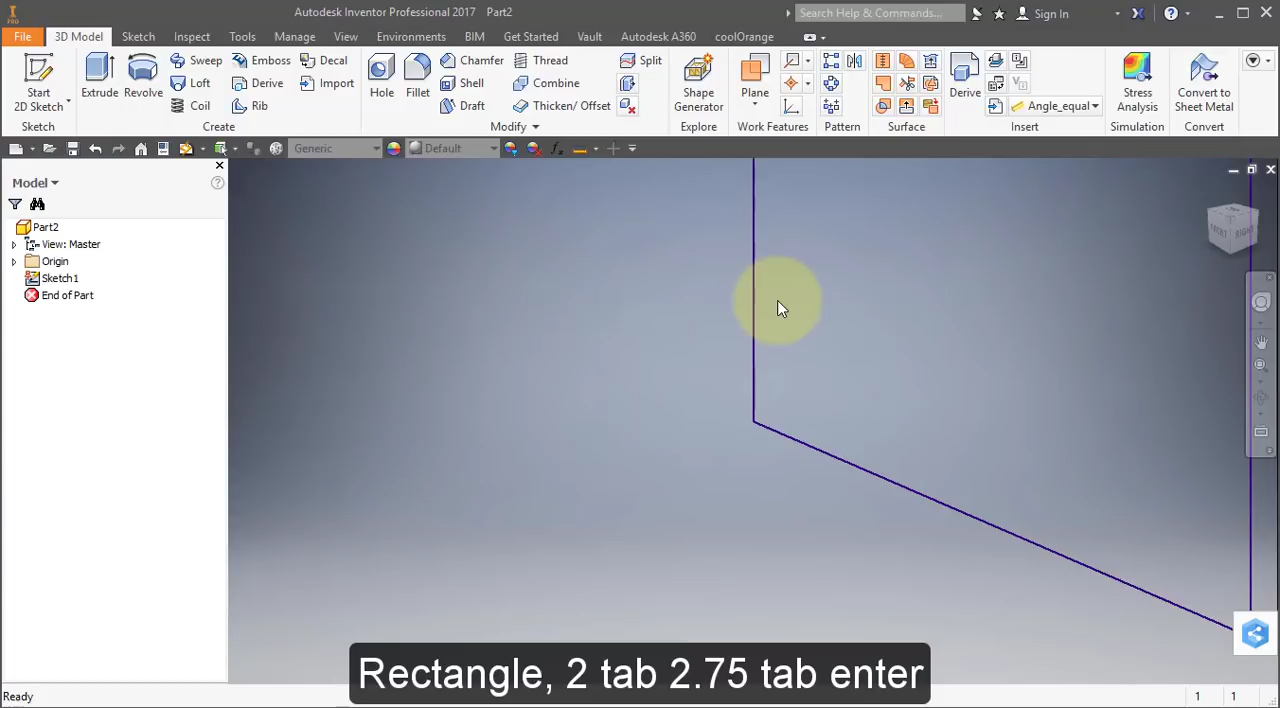 Autodesk Inventor Professional 2017 Part2
Search Help & Commands...
Sign In
PRO
File 3D Model Sketch Inspect Tools Manage View Environments BIM Get Started Vault Autodesk A360 coolOrange
Start
2D Sketch
Sketch
Extrude
Revolve
Sweep
Loft
Coil
Emboss
Derive
Rib
Decal
Import
Create
Hole
Fillet
Chamfer
Shell
Draft
Thread
Combine
Thicken/ Offset
Split
Modify
Shape
Generator
Explore
Plane
Work Features
Pattern
Surface
Derive
Angle_equal
Insert
Stress
Analysis
Simulation
Convert to
Sheet Metal
Convert
Generic
Default
Model
Part2
View: Master
Origin
Sketch1
End of Part
TOP
FRONT
RIGHT
Rectangle, 2 tab 2.75 tab enter
Ready
1 1